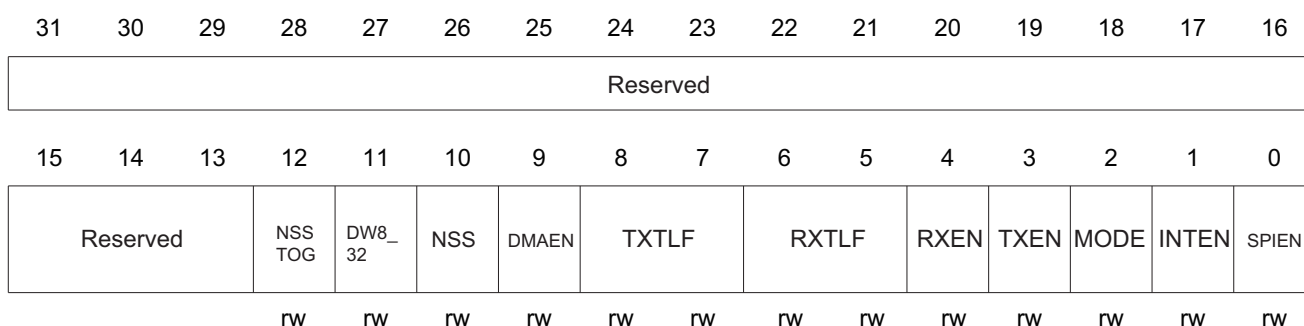 31 30 29 28 27 26 25 24 23 22 21 20 19 18 17 16
Reserved
15 14 13 12 11 10 9 8 7 6 5 4 3 2 1 0
Reserved NSS TOG DW8_ 32 NSS DMAEN TXTLF RXTLF RXEN TXEN MODE INTEN SPIEN
rw rw rw rw rw rw rw rw rw rw rw rw rw